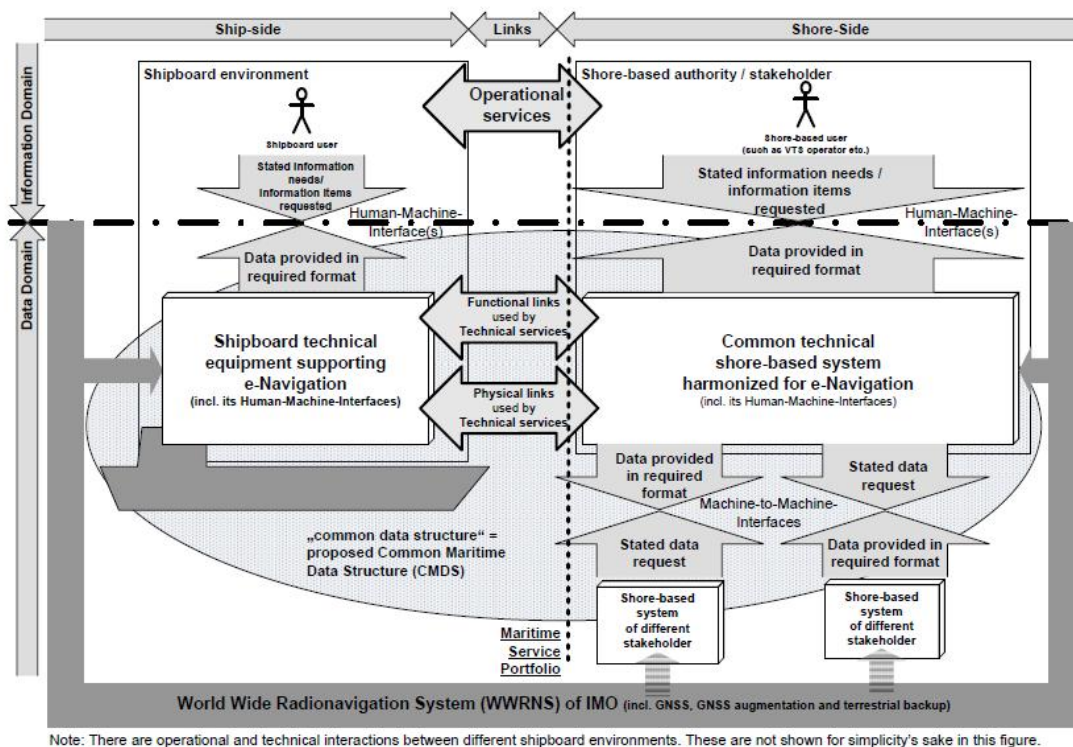 Ship-side
Links
Shore-Side
Information Domain
Data Domain
Shipboard environment
Shipboard user
Stated information
needs/
information items
requested
Human-Machine-
Interface(s)
Data provided in
required format
Shipboard technical
equipment supporting
e-Navigation
(incl. its Human-Machine-Interfaces)
Operational
services
Functional links
used by
Technical services
Physical links
used by
Technical services
Shore-based authority / stakeholder
Shore-based user
(such as VTS operator etc.)
Stated information needs /
information items
requested
Human-Machine-
Interface(s)
Data provided in
required format
Common technical
shore-based system
harmonized for e-Navigation
(incl. its Human-Machine-Interfaces)
Data provided
in required
format
Stated data
request
Machine-to-Machine-
Interfaces
Stated data
request
Data provided in
required format
„common data structure“ =
proposed Common Maritime
Data Structure (CMDS)
Shore-based
system
of different
stakeholder
Shore-based
system
of different
stakeholder
Maritime
Service
Portfolio
World Wide Radionavigation System (WWRNS) of IMO (incl. GNSS, GNSS augmentation and terrestrial backup)
Note: There are operational and technical interactions between different shipboard environments. These are not shown for simplicity's sake in this figure.